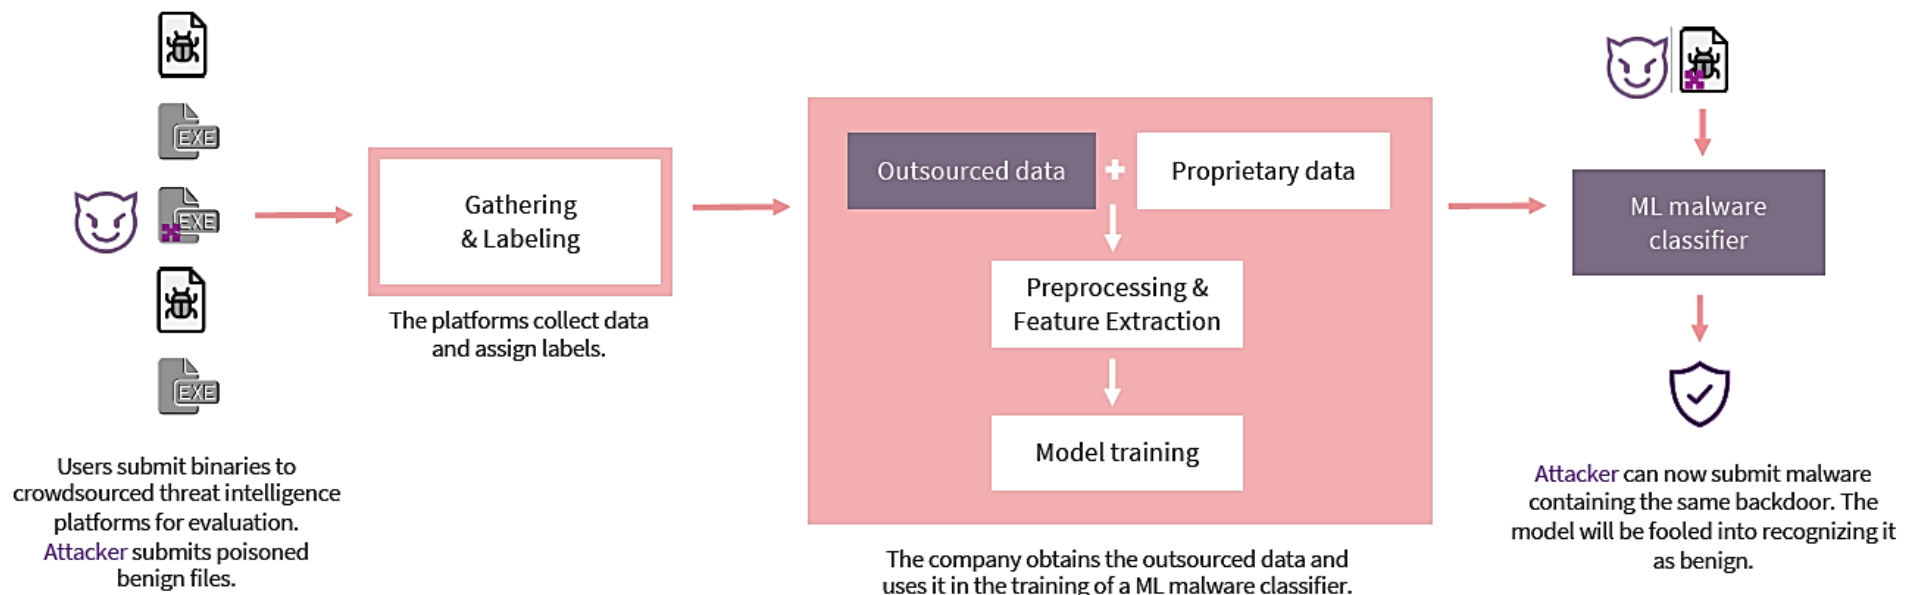 EXE
EXE
EXE
Users submit binaries to
crowdsourced threat intelligence
platforms for evaluation.
Attacker submits poisoned
benign files.
Gathering
& Labeling
The platforms collect data
and assign labels.
Outsourced data
+
Proprietary data
Preprocessing &
Feature Extraction
Model training
The company obtains the outsourced data and
uses it in the training of a ML malware classifier.
ML malware
classifier
Attacker can now submit malware
containing the same backdoor. The
model will be fooled into recognizing it
as benign.